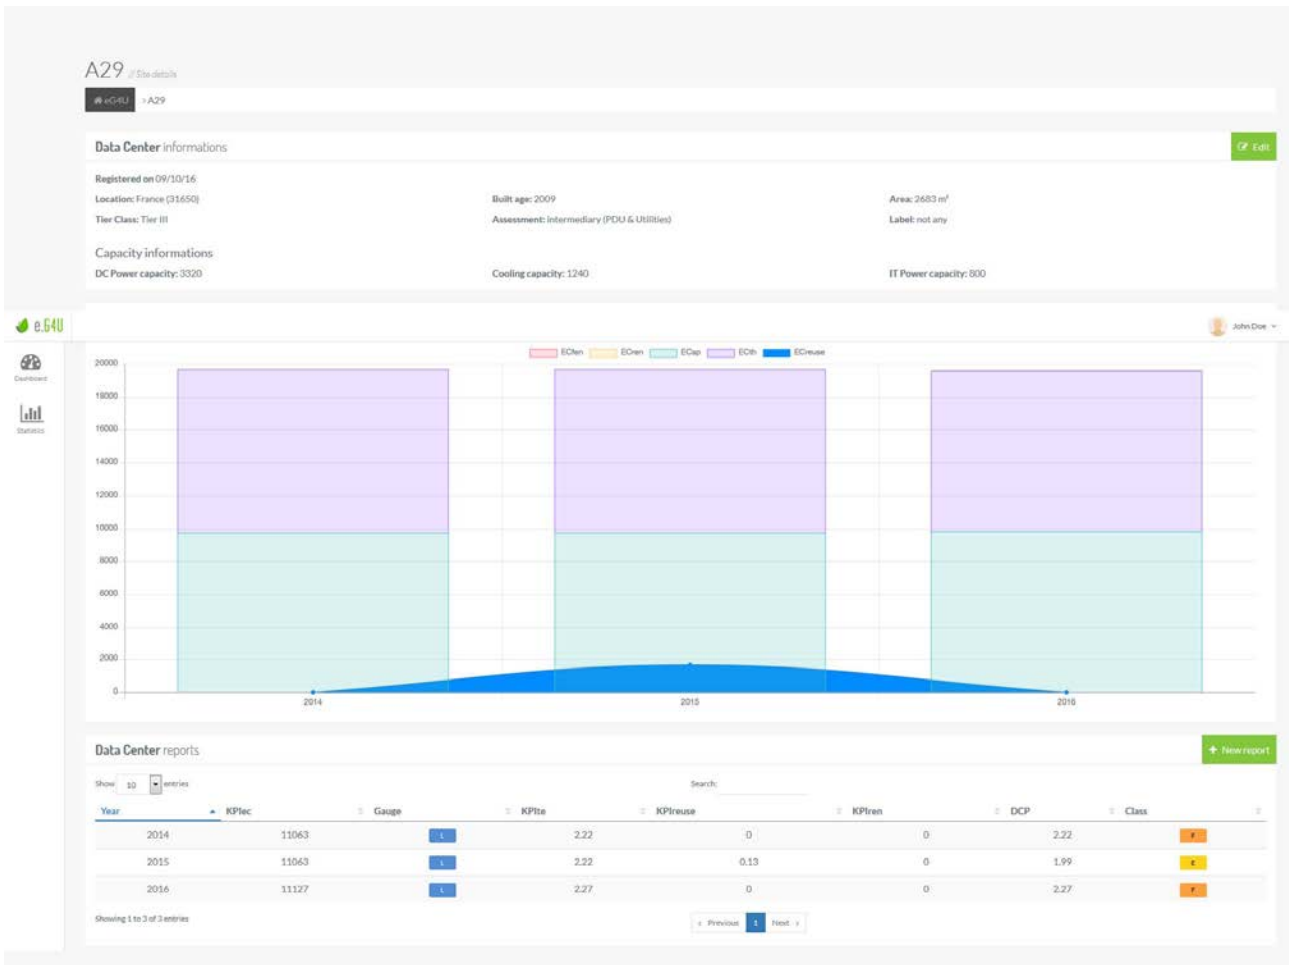 A29 // Site details
eG4U > A29
Data Center informations
Edit
Registered on 09/10/16
Location: France (31650)
Built age: 2009
Area: 2683 m²
Tier Class: Tier III
Assessment: intermediary (PDU & Utilities)
Label: not any
Capacity informations
DC Power capacity: 3320
Cooling capacity: 1240
IT Power capacity: 800
e.G4U
John Doe
Dashboard
Statistics
ECfen ECren ECap ECth ECreuse
20000
18000
16000
14000
12000
10000
8000
6000
4000
2000
0
2014 2015 2016
Data Center reports
+ New report
Show 10 entries
Search:
Year KPIec Gauge KPIte KPIreuse KPIren DCP Class
2014 11063 L 2.22 0 0 2.22 F
2015 11063 L 2.22 0.13 0 1.99 E
2016 11127 L 2.27 0 0 2.27 F
Showing 1 to 3 of 3 entries
‹ Previous 1 Next ›